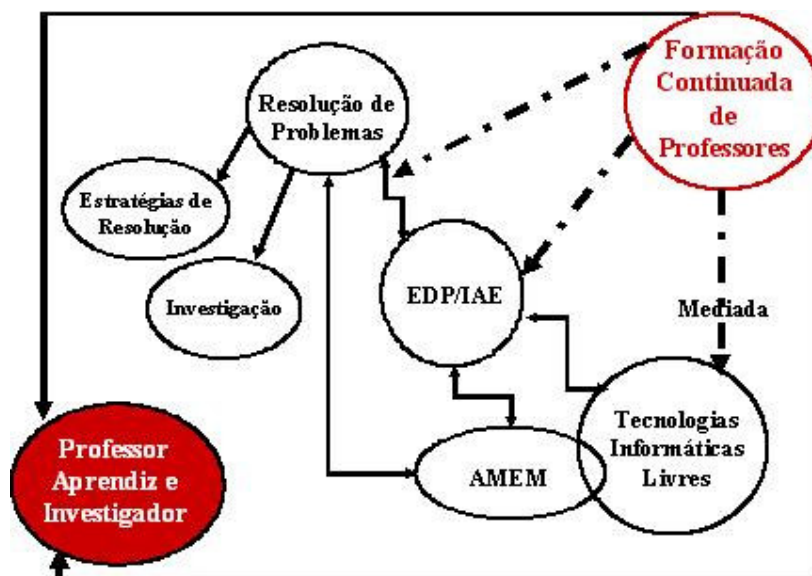 Formação
Continuada
de
Professores
Resolução de
Problemas
Estratégias de
Resolução
Investigação
EDP/IAE
Mediada
Tecnologias
Informáticas
Livres
AMEM
Professor
Aprendiz e
Investigador